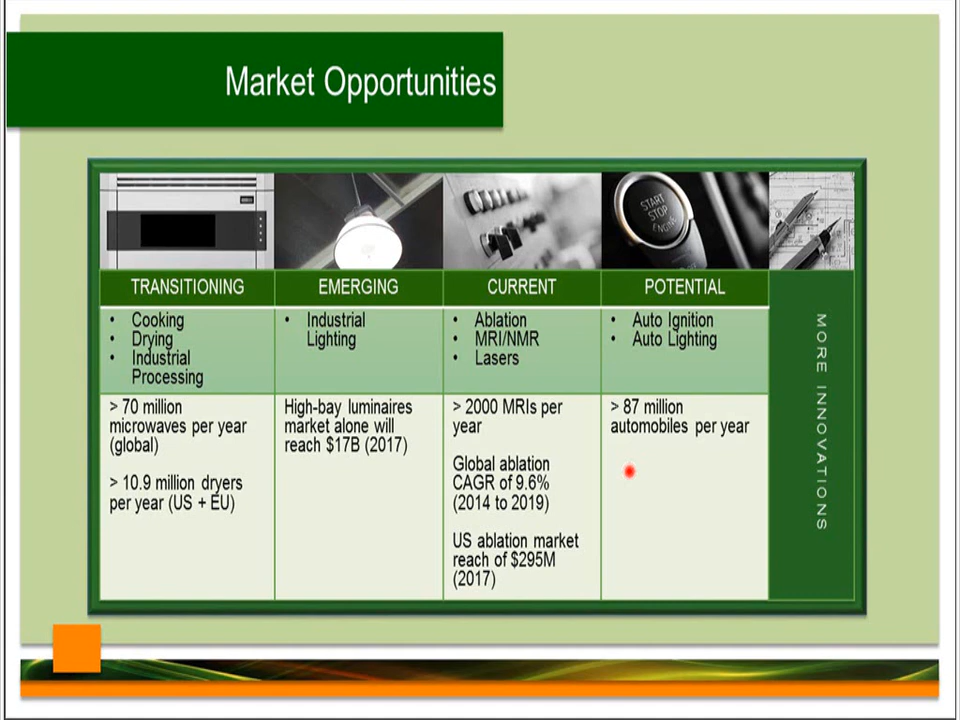 Market Opportunities
START
STOP
ENGINE
TRANSITIONING
EMERGING
CURRENT
POTENTIAL
• Cooking
• Drying
• Industrial
Processing
• Industrial
Lighting
• Ablation
• MRI/NMR
• Lasers
• Auto Ignition
• Auto Lighting
> 70 million
microwaves per year
(global)
> 10.9 million dryers
per year (US + EU)
High-bay luminaires
market alone will
reach $17B (2017)
> 2000 MRIs per
year
Global ablation
CAGR of 9.6%
(2014 to 2019)
US ablation market
reach of $295M
(2017)
> 87 million
automobiles per year
MORE INNOVATIONS